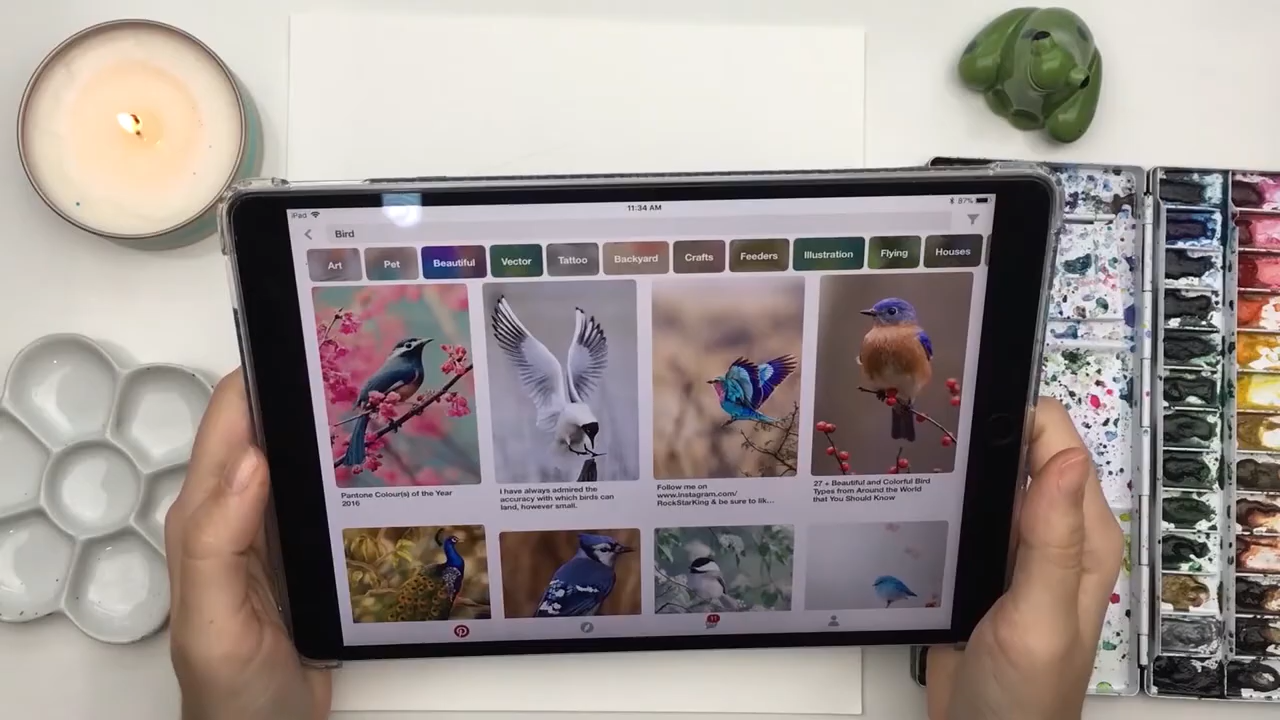 iPad
11:34 AM
97%
Bird
Art
Pet
Beautiful
Vector
Tattoo
Backyard
Crafts
Feeders
Illustration
Flying
Houses
Pantone Colour(s) of the Year
2016
I have always admired the
accuracy with which birds can
land, however small.
Follow me on
www.instagram.com/
RockStarKing & be sure to lik...
27 + Beautiful and Colorful Bird
Types from Around the World
that You Should Know
11